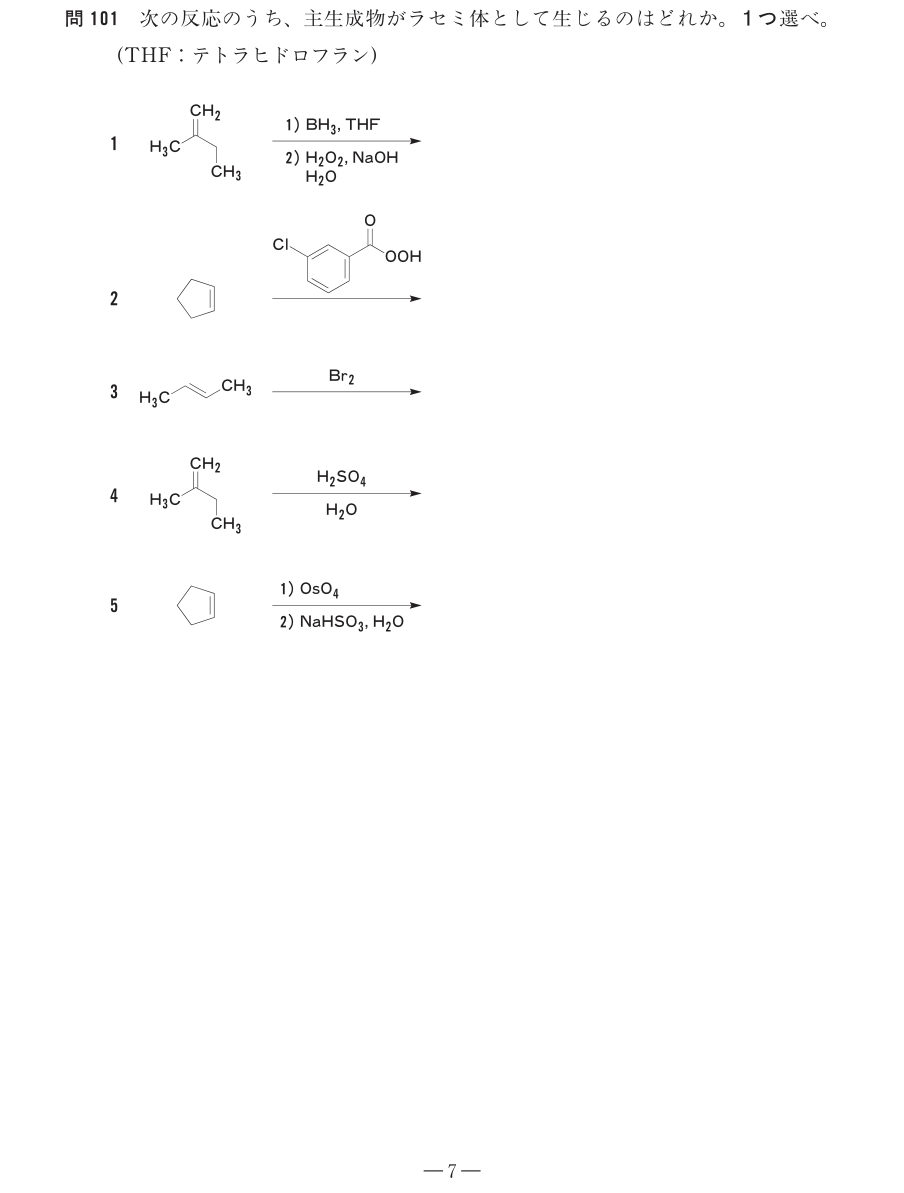 問 101　次の反応のうち、主生成物がラセミ体として生じるのはどれか。1つ選べ。
(THF：テトラヒドロフラン)
1
CH2
H3C
CH3
1) BH3, THF
2) H2O2, NaOH
H2O
2
Cl
O
OOH
3
H3C
CH3
Br2
4
CH2
H3C
CH3
H2SO4
H2O
5
1) OsO4
2) NaHSO3, H2O
— 7 —